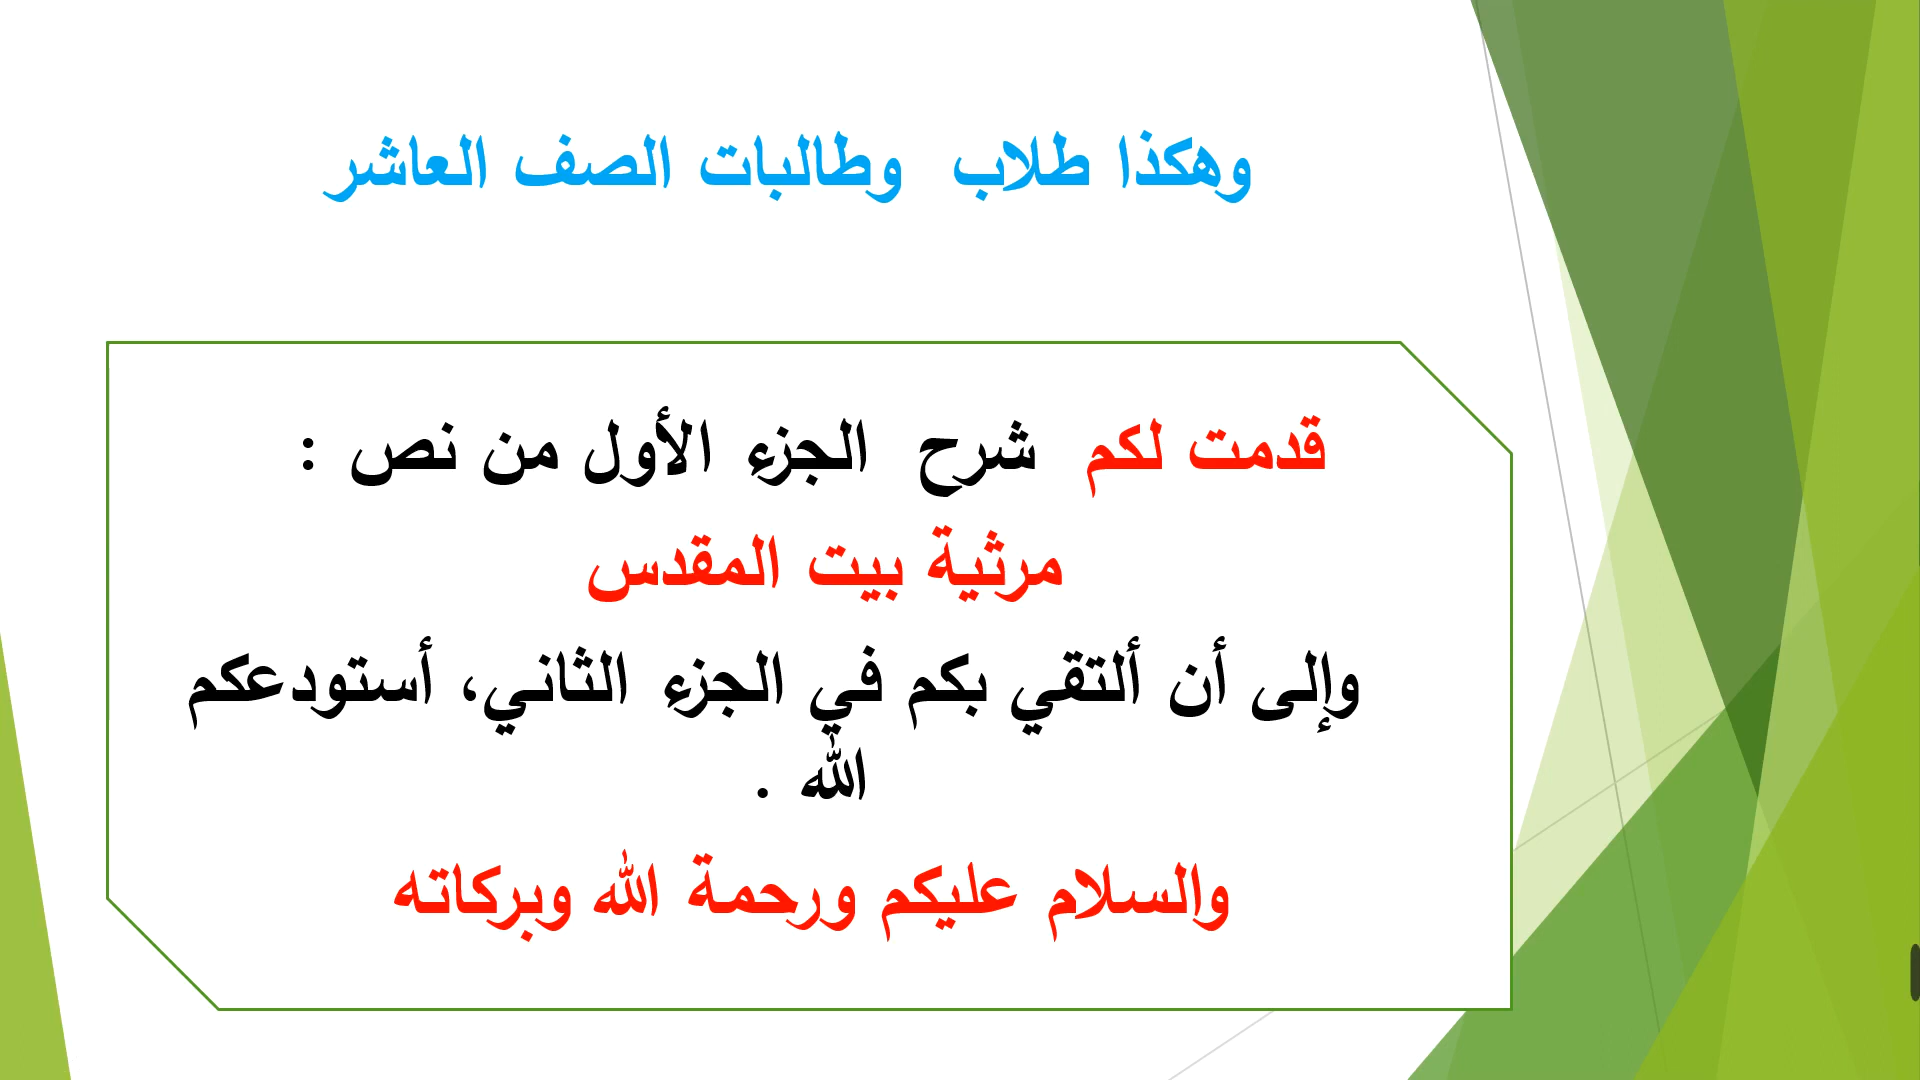 وهكذا طلاب وطالبات الصف العاشر
قدمت لكم شرح الجزء الأول من نص :
مرثية بيت المقدس
وإلى أن ألتقي بكم في الجزء الثاني، أستودعكم
الله .
والسلام عليكم ورحمة الله وبركاته